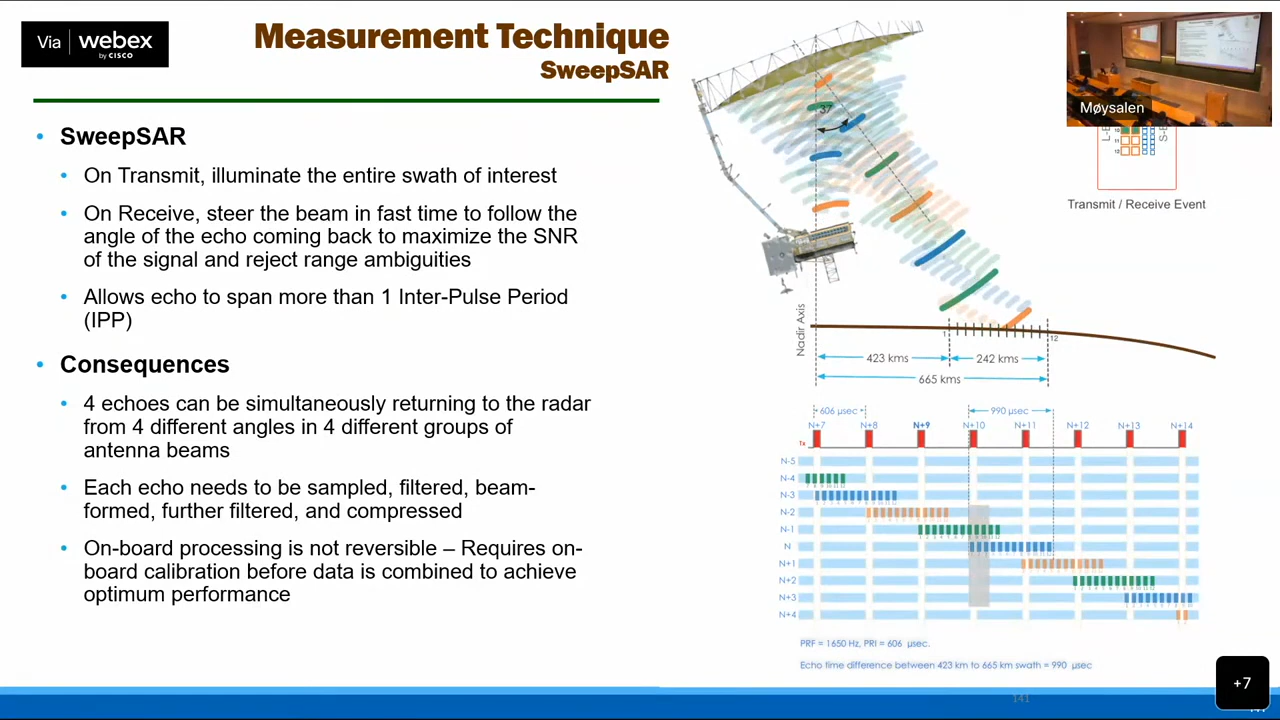 Via webex
by CISCO
Measurement Technique
SweepSAR
• SweepSAR
• On Transmit, illuminate the entire swath of interest
• On Receive, steer the beam in fast time to follow the
angle of the echo coming back to maximize the SNR
of the signal and reject range ambiguities
• Allows echo to span more than 1 Inter-Pulse Period
(IPP)
• Consequences
• 4 echoes can be simultaneously returning to the radar
from 4 different angles in 4 different groups of
antenna beams
• Each echo needs to be sampled, filtered, beam-
formed, further filtered, and compressed
• On-board processing is not reversible – Requires on-
board calibration before data is combined to achieve
optimum performance
37
Nadir Axis
1
12
423 kms
242 kms
665 kms
Møysalen
Transmit / Receive Event
606 µsec
990 µsec
N+7 N+8 N+9 N+10 N+11 N+12 N+13 N+14
Tx
N-5
N-4
N-3
N-2
N-1
N
N+1
N+2
N+3
N+4
PRF = 1650 Hz, PRI = 606 µsec.
Echo time difference between 423 km to 665 km swath = 990 µsec
141
+7